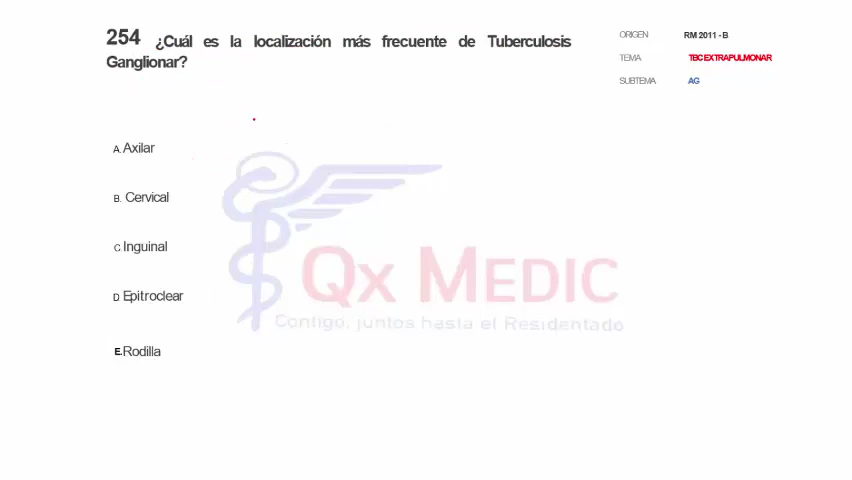 254 ¿Cuál es la localización más frecuente de Tuberculosis
Ganglionar?
ORIGEN RM 2011 - B
TEMA TBC EXTRAPULMONAR
SUBTEMA AG
A. Axilar
B. Cervical
C. Inguinal
D. Epitroclear
E. Rodilla
Qx MEDIC
Contigo, juntos hasta el Residentado